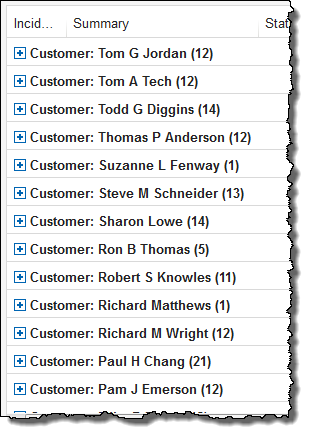 Incid... Summary Stat
Customer: Tom G Jordan (12)
Customer: Tom A Tech (12)
Customer: Todd G Diggins (14)
Customer: Thomas P Anderson (12)
Customer: Suzanne L Fenway (1)
Customer: Steve M Schneider (13)
Customer: Sharon Lowe (14)
Customer: Ron B Thomas (5)
Customer: Robert S Knowles (11)
Customer: Richard Matthews (1)
Customer: Richard M Wright (12)
Customer: Paul H Chang (21)
Customer: Pam J Emerson (12)